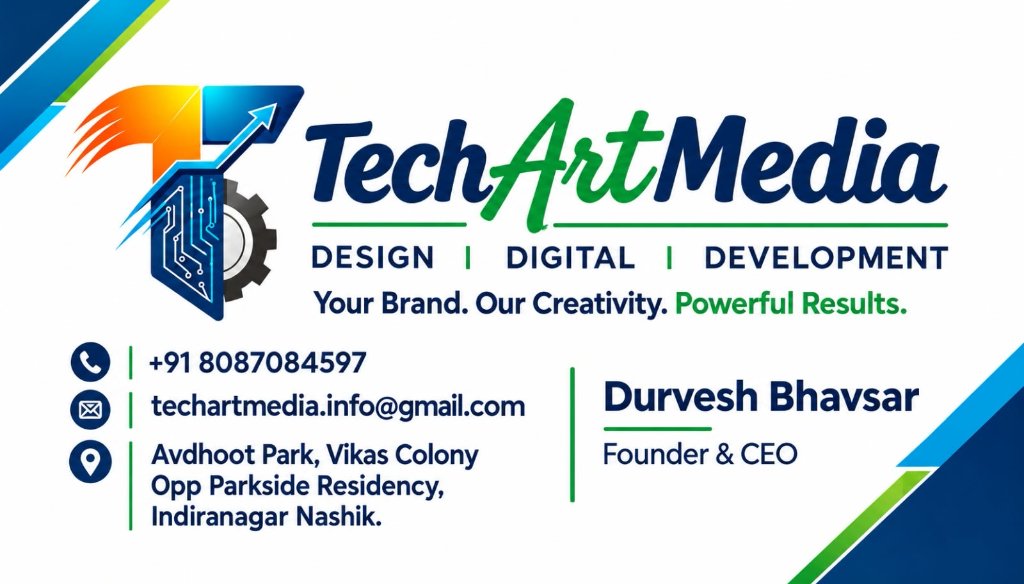 TechArtMedia
DESIGN | DIGITAL | DEVELOPMENT
Your Brand. Our Creativity. Powerful Results.
+91 8087084597
techartmedia.info@gmail.com
Avdhoot Park, Vikas Colony
Opp Parkside Residency,
Indiranagar Nashik.
Durvesh Bhavsar
Founder & CEO